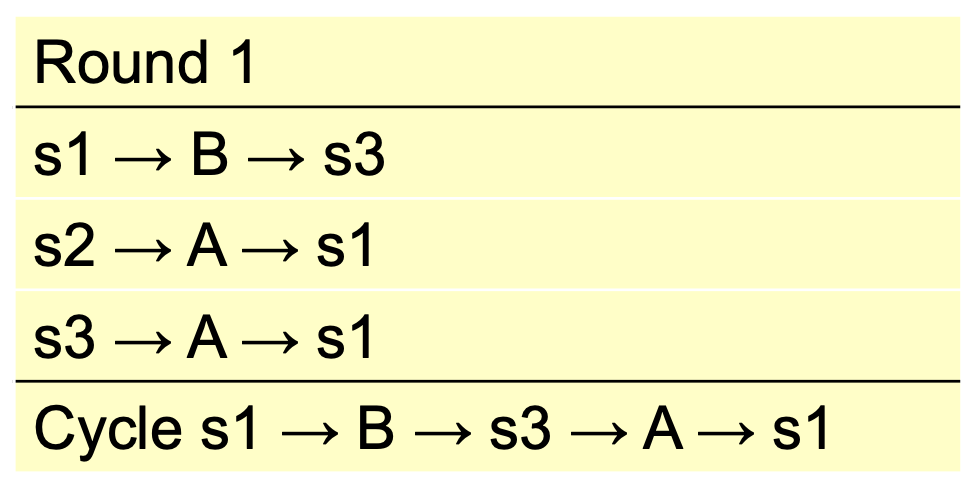 Round 1
s1 → B → s3
s2 → A → s1
s3 → A → s1
Cycle s1 → B → s3 → A → s1